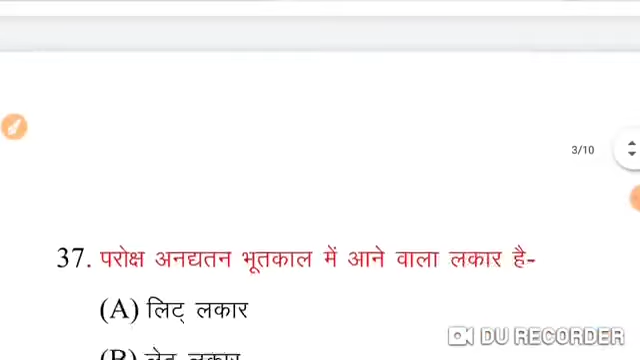 3/10
37. परोक्ष अनद्यतन भूतकाल में आने वाला लकार है-
(A) लिट् लकार
DU RECORDER